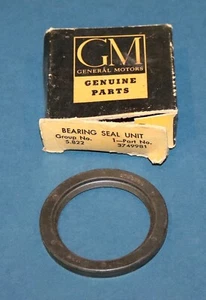 GM
GENERAL MOTORS
GENUINE
PARTS
BEARING SEAL UNIT
Group No. 1—Part No.
5.822 3749981